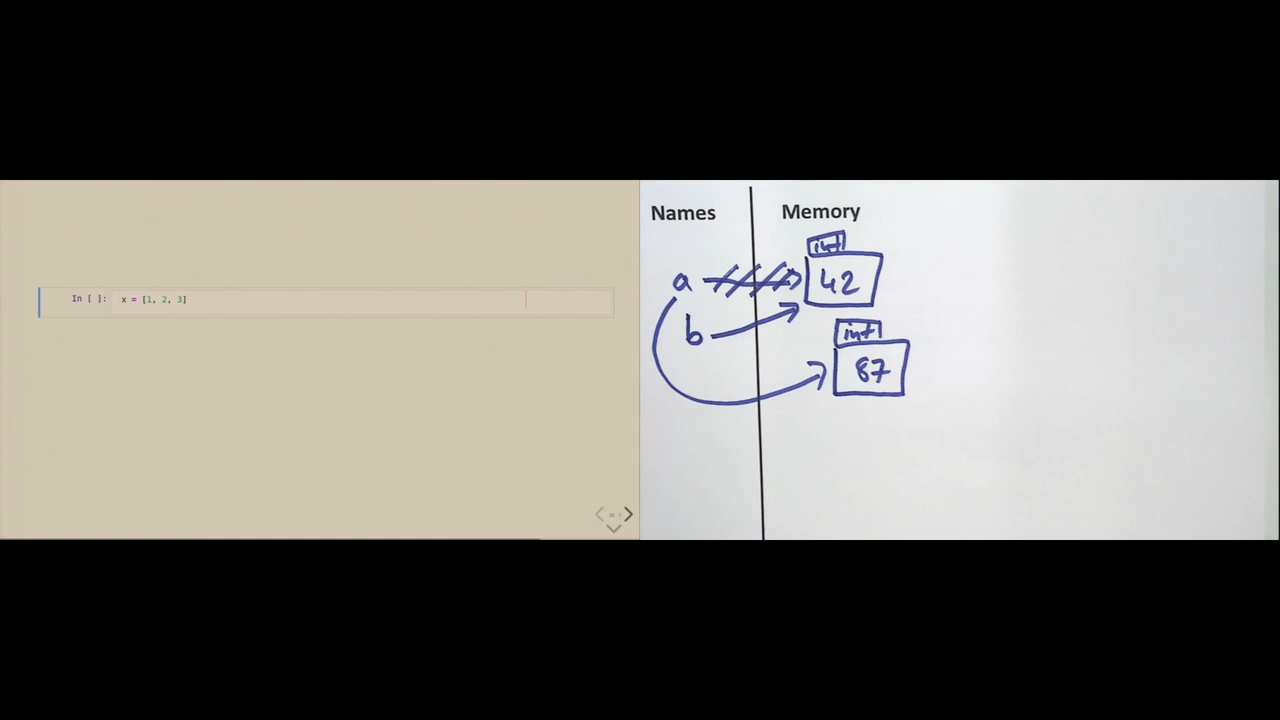 In [ ]: x = [1, 2, 3]
Names Memory
int
a 42
b
int
87